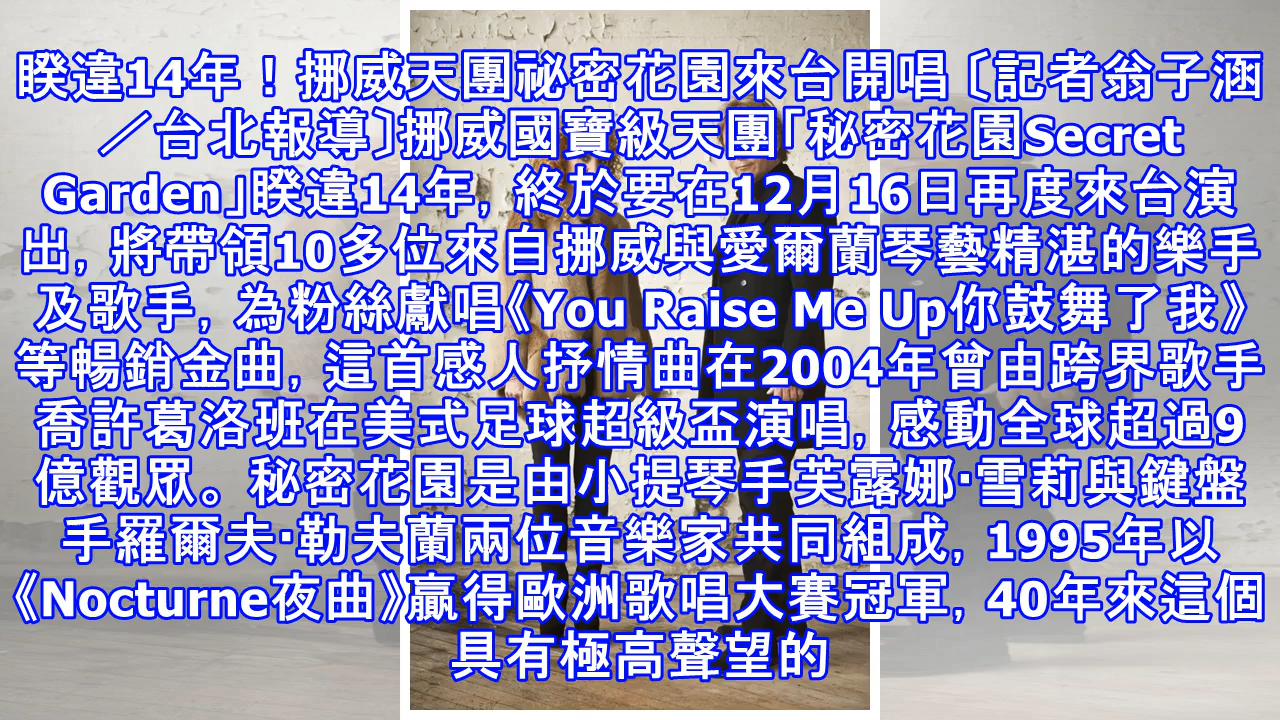 睽違14年！挪威天團祕密花園來台開唱〔記者翁子涵
／台北報導〕挪威國寶級天團「秘密花園Secret
Garden」睽違14年, 終於要在12月16日再度來台演
出, 將帶領10多位來自挪威與愛爾蘭琴藝精湛的樂手
及歌手, 為粉絲獻唱《You Raise Me Up你鼓舞了我》
等暢銷金曲, 這首感人抒情曲在2004年曾由跨界歌手
喬許葛洛班在美式足球超級盃演唱, 感動全球超過9
億觀眾。秘密花園是由小提琴手芙露娜·雪莉與鍵盤
手羅爾夫·勒夫蘭兩位音樂家共同組成, 1995年以
《Nocturne夜曲》贏得歐洲歌唱大賽冠軍, 40年來這個
具有極高聲望的